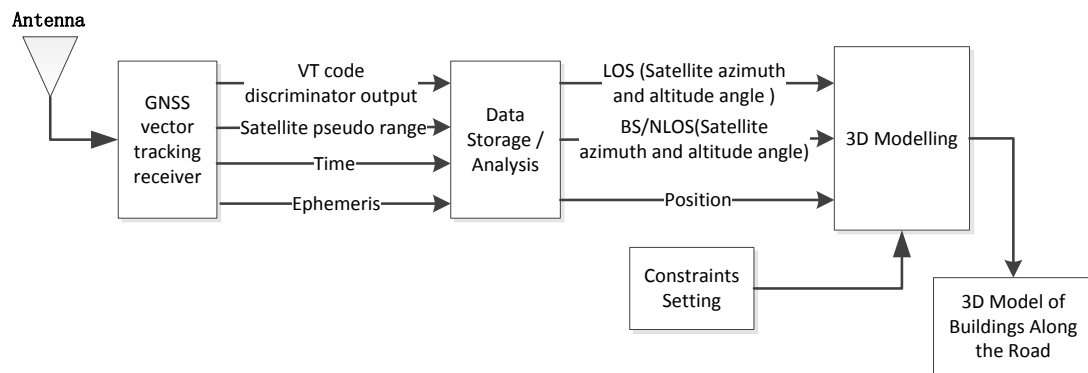 Antenna
GNSS
vector
tracking
receiver
VT code
discriminator output
Satellite pseudo range
Time
Ephemeris
Data
Storage /
Analysis
LOS (Satellite azimuth
and altitude angle )
BS/NLOS(Satellite
azimuth and altitude angle)
Position
3D Modelling
Constraints
Setting
3D Model of
Buildings Along
the Road